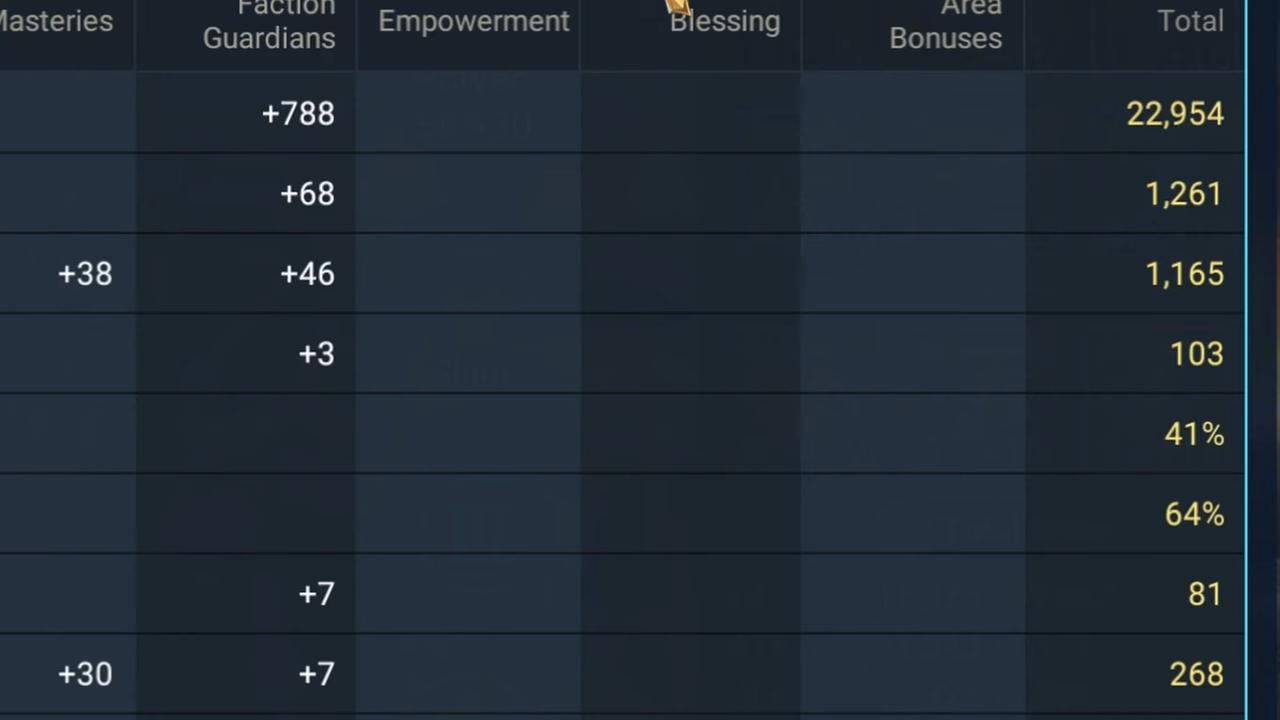 Masteries Faction Guardians Empowerment Blessing Area Bonuses Total
+788 22,954
+68 1,261
+38 +46 1,165
+3 103
41%
64%
+7 81
+30 +7 268